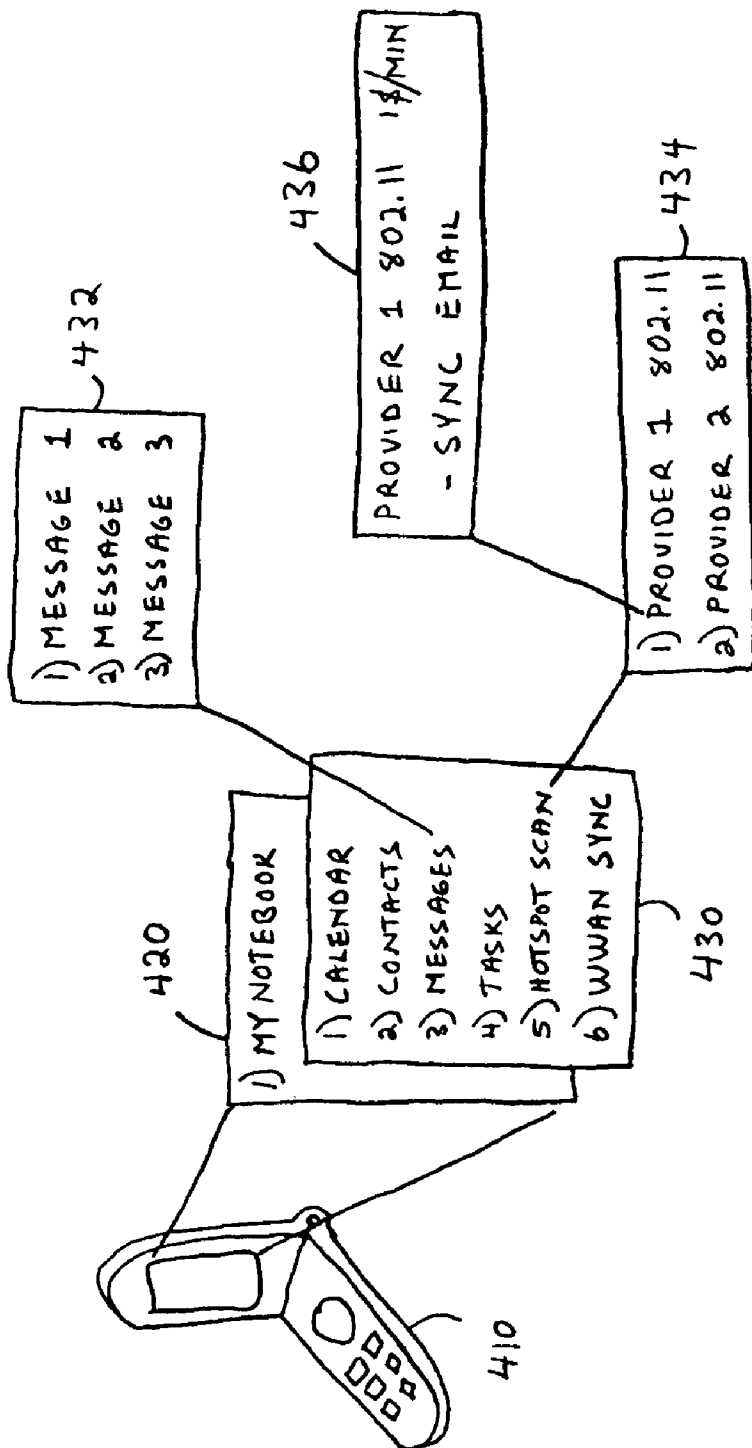 410
420
1) MY NOTEBOOK
1) CALENDAR
2) CONTACTS
3) MESSAGES
4) TASKS
5) HOTSPOT SCAN
6) WWAN SYNC
430
432
1) MESSAGE 1
2) MESSAGE 2
3) MESSAGE 3
436
PROVIDER 1 802.11 1$/MIN
- SYNC EMAIL
434
1) PROVIDER 1 802.11
2) PROVIDER 2 802.11